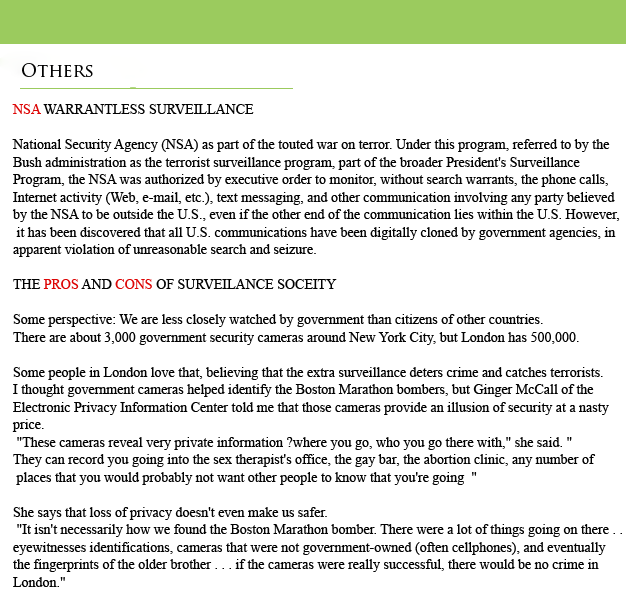 OTHERS
NSA WARRANTLESS SURVEILLANCE
National Security Agency (NSA) as part of the touted war on terror. Under this program, referred to by the
Bush administration as the terrorist surveillance program, part of the broader President's Surveillance
Program, the NSA was authorized by executive order to monitor, without search warrants, the phone calls,
Internet activity (Web, e-mail, etc.), text messaging, and other communication involving any party believed
by the NSA to be outside the U.S., even if the other end of the communication lies within the U.S. However,
it has been discovered that all U.S. communications have been digitally cloned by government agencies, in
apparent violation of unreasonable search and seizure.
THE PROS AND CONS OF SURVEILANCE SOCEITY
Some perspective: We are less closely watched by government than citizens of other countries.
There are about 3,000 government security cameras around New York City, but London has 500,000.
Some people in London love that, believing that the extra surveillance deters crime and catches terrorists.
I thought government cameras helped identify the Boston Marathon bombers, but Ginger McCall of the
Electronic Privacy Information Center told me that those cameras provide an illusion of security at a nasty
price.
"These cameras reveal very private information ?where you go, who you go there with," she said. "
They can record you going into the sex therapist's office, the gay bar, the abortion clinic, any number of
places that you would probably not want other people to know that you're going "
She says that loss of privacy doesn't even make us safer.
"It isn't necessarily how we found the Boston Marathon bomber. There were a lot of things going on there . .
eyewitnesses identifications, cameras that were not government-owned (often cellphones), and eventually
the fingerprints of the older brother . . . if the cameras were really successful, there would be no crime in
London."